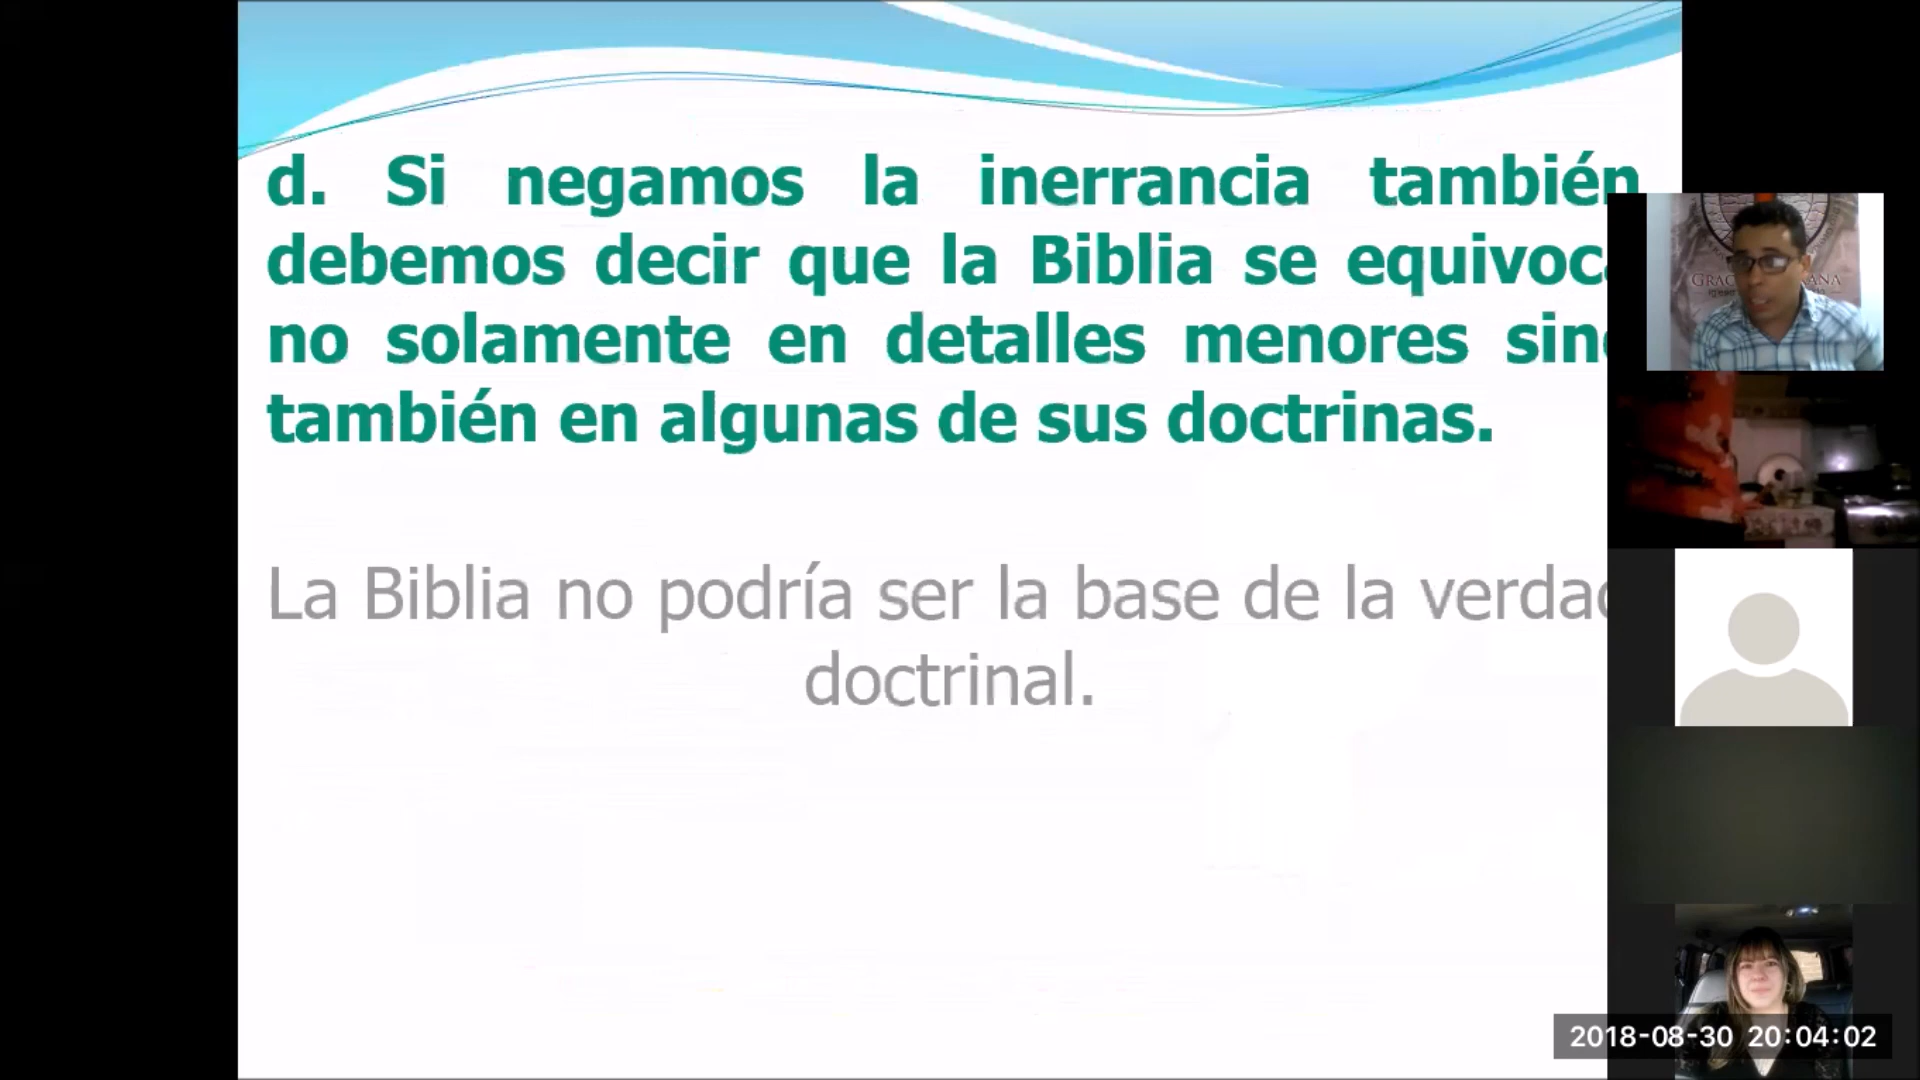 d. Si negamos la inerrancia también
debemos decir que la Biblia se equivoca
no solamente en detalles menores sino
también en algunas de sus doctrinas.
La Biblia no podría ser la base de la verdad
doctrinal.
2018-08-30 20:04:02